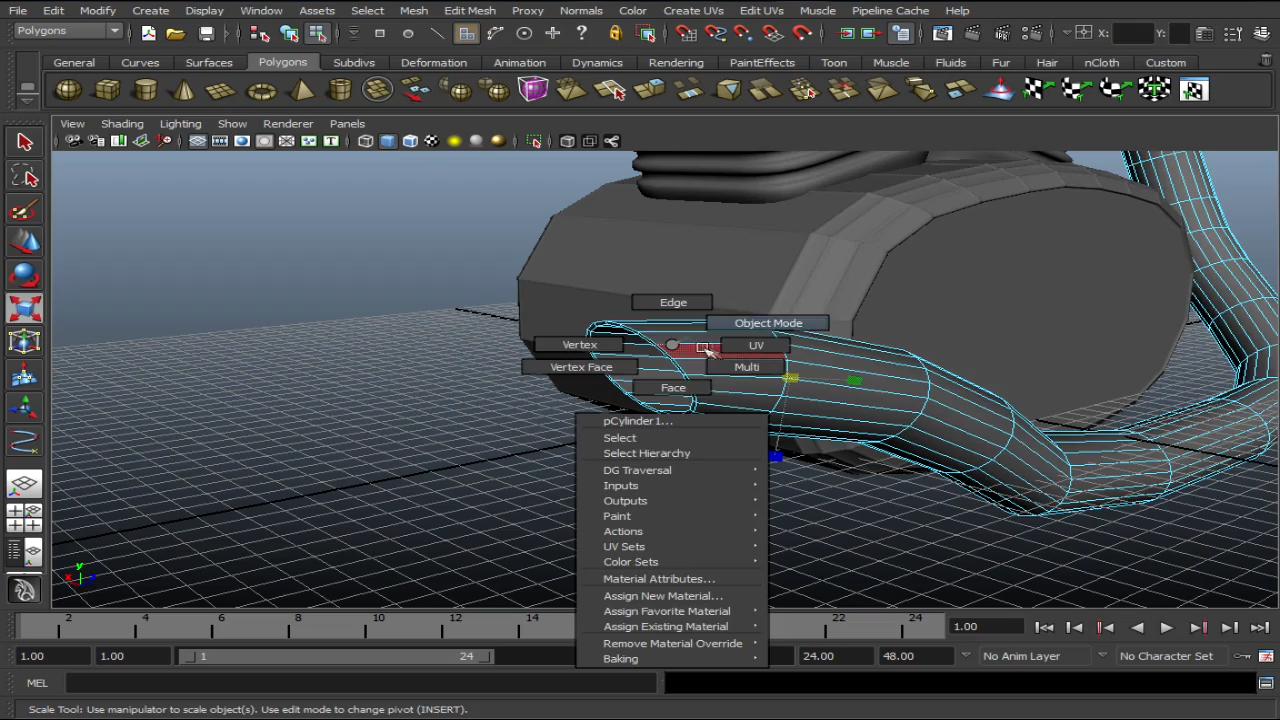 File Edit Modify Create Display Window Assets Select Mesh Edit Mesh Proxy Normals Color Create UVs Edit UVs Muscle Pipeline Cache Help
Polygons X: Y:
General Curves Surfaces Polygons Subdivs Deformation Animation Dynamics Rendering PaintEffects Toon Muscle Fluids Fur Hair nCloth Custom
View Shading Lighting Show Renderer Panels
Edge
Object Mode
Vertex UV
Vertex Face Multi
Face
pCylinder1...
Select
Select Hierarchy
DG Traversal
Inputs
Outputs
Paint
Actions
UV Sets
Color Sets
Material Attributes...
Assign New Material...
Assign Favorite Material
Assign Existing Material
Remove Material Override
Baking
y
x z
2 4 6 8 10 12 14 22 24 1.00
1.00 1.00 1 24 24.00 48.00 No Anim Layer No Character Set
MEL
Scale Tool: Use manipulator to scale object(s). Use edit mode to change pivot (INSERT).